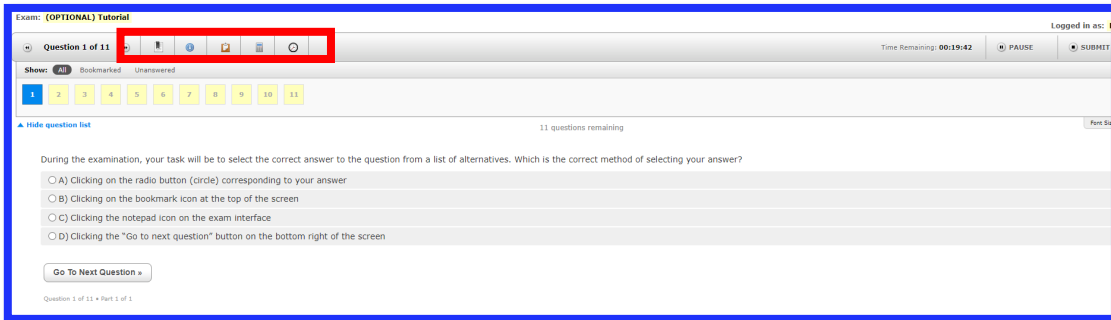 Exam: (OPTIONAL) Tutorial
Logged in as:
Question 1 of 11
Time Remaining: 00:19:42
PAUSE
SUBMIT
Show: All Bookmarked Unanswered
1 2 3 4 5 6 7 8 9 10 11
Hide question list
11 questions remaining
Font Siz
During the examination, your task will be to select the correct answer to the question from a list of alternatives. Which is the correct method of selecting your answer?
A) Clicking on the radio button (circle) corresponding to your answer
B) Clicking on the bookmark icon at the top of the screen
C) Clicking the notepad icon on the exam interface
D) Clicking the “Go to next question” button on the bottom right of the screen
Go To Next Question »
Question 1 of 11 • Part 1 of 1